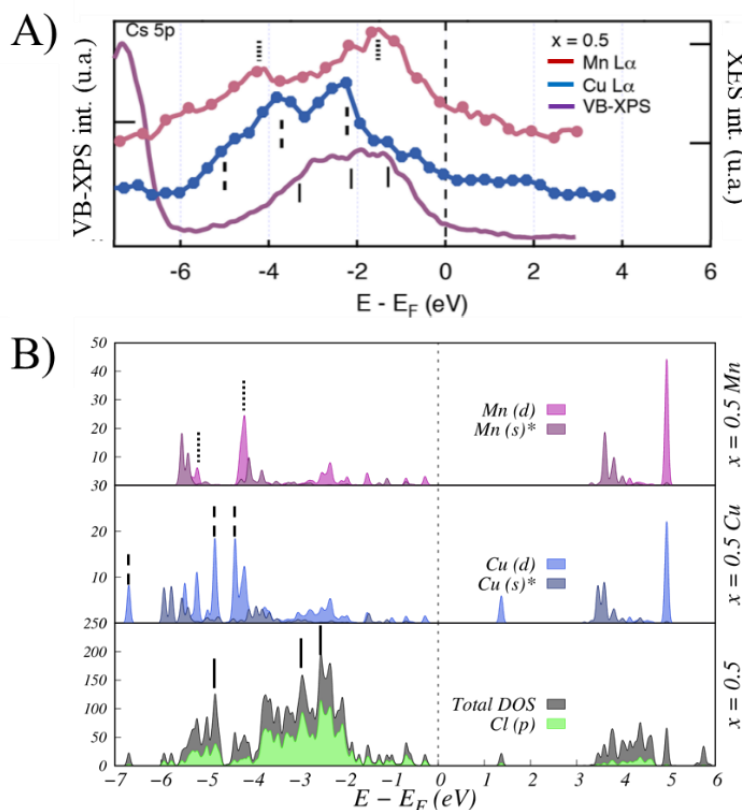 A)
Cs 5p
x = 0.5
Mn Lα
Cu Lα
VB-XPS
VB-XPS int. (u.a.)
XES int. (u.a.)
-6 -4 -2 0 2 4 6
E - EF (eV)
B)
50
40
30
20
10
30
Mn (d)
Mn (s)*
x = 0.5 Mn
20
10
250
Cu (d)
Cu (s)*
x = 0.5 Cu
200
150
100
50
0
Total DOS
Cl (p)
x = 0.5
−7 −6 −5 −4 −3 −2 −1 0 1 2 3 4 5 6
E − EF (eV)